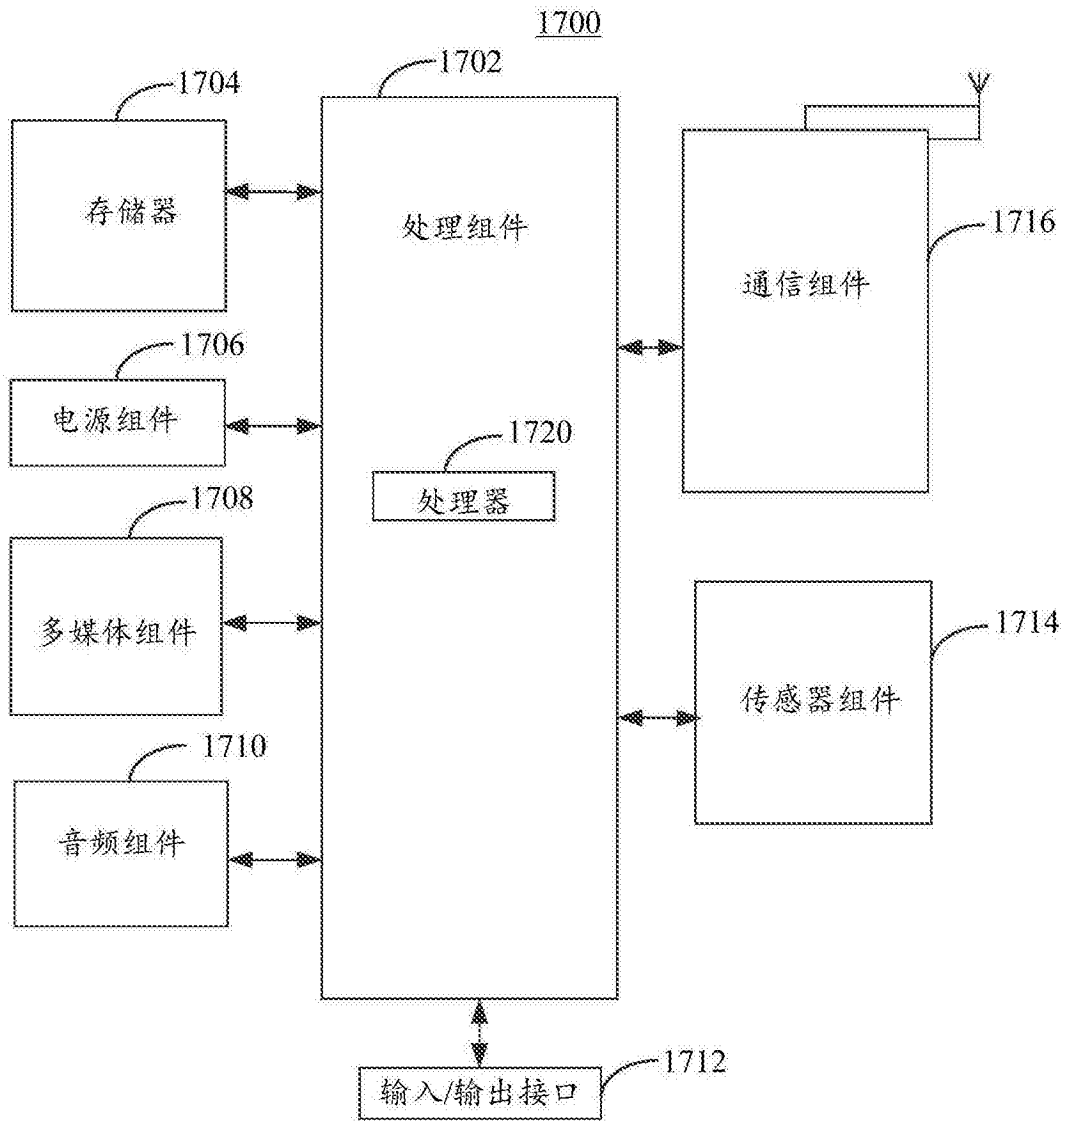 1700
1702
1704
存储器
处理组件
1716
通信组件
1706
电源组件
1720
处理器
1708
多媒体组件
1714
传感器组件
1710
音频组件
1712
输入/输出接口